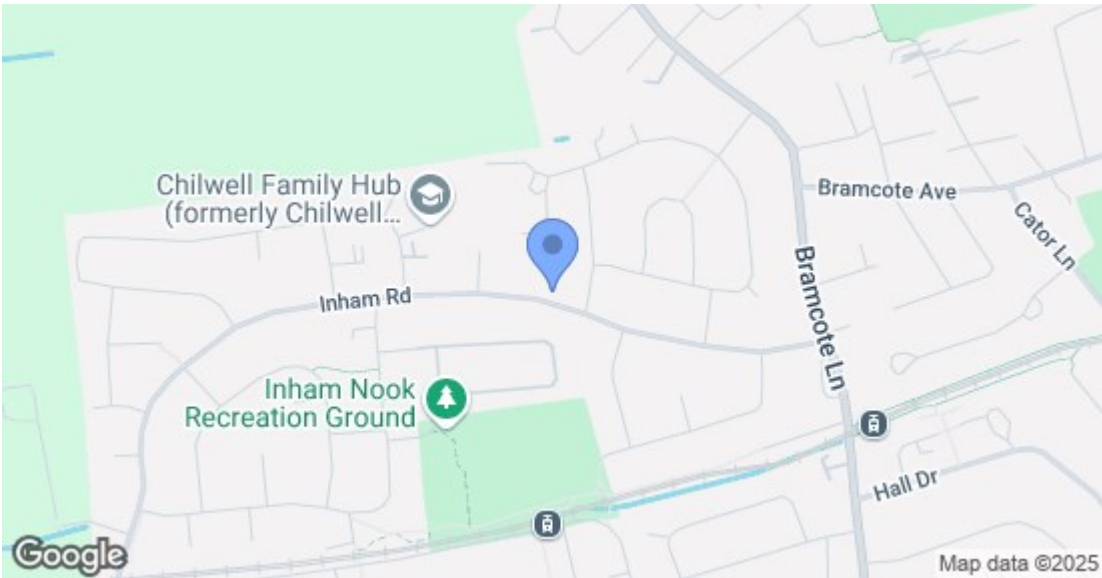 Chilwell Family Hub
(formerly Chilwell...
Bramcote Ave
Cator Ln
Bramcote Ln
Inham Rd
Inham Nook
Recreation Ground
Hall Dr
Google
Map data ©2025